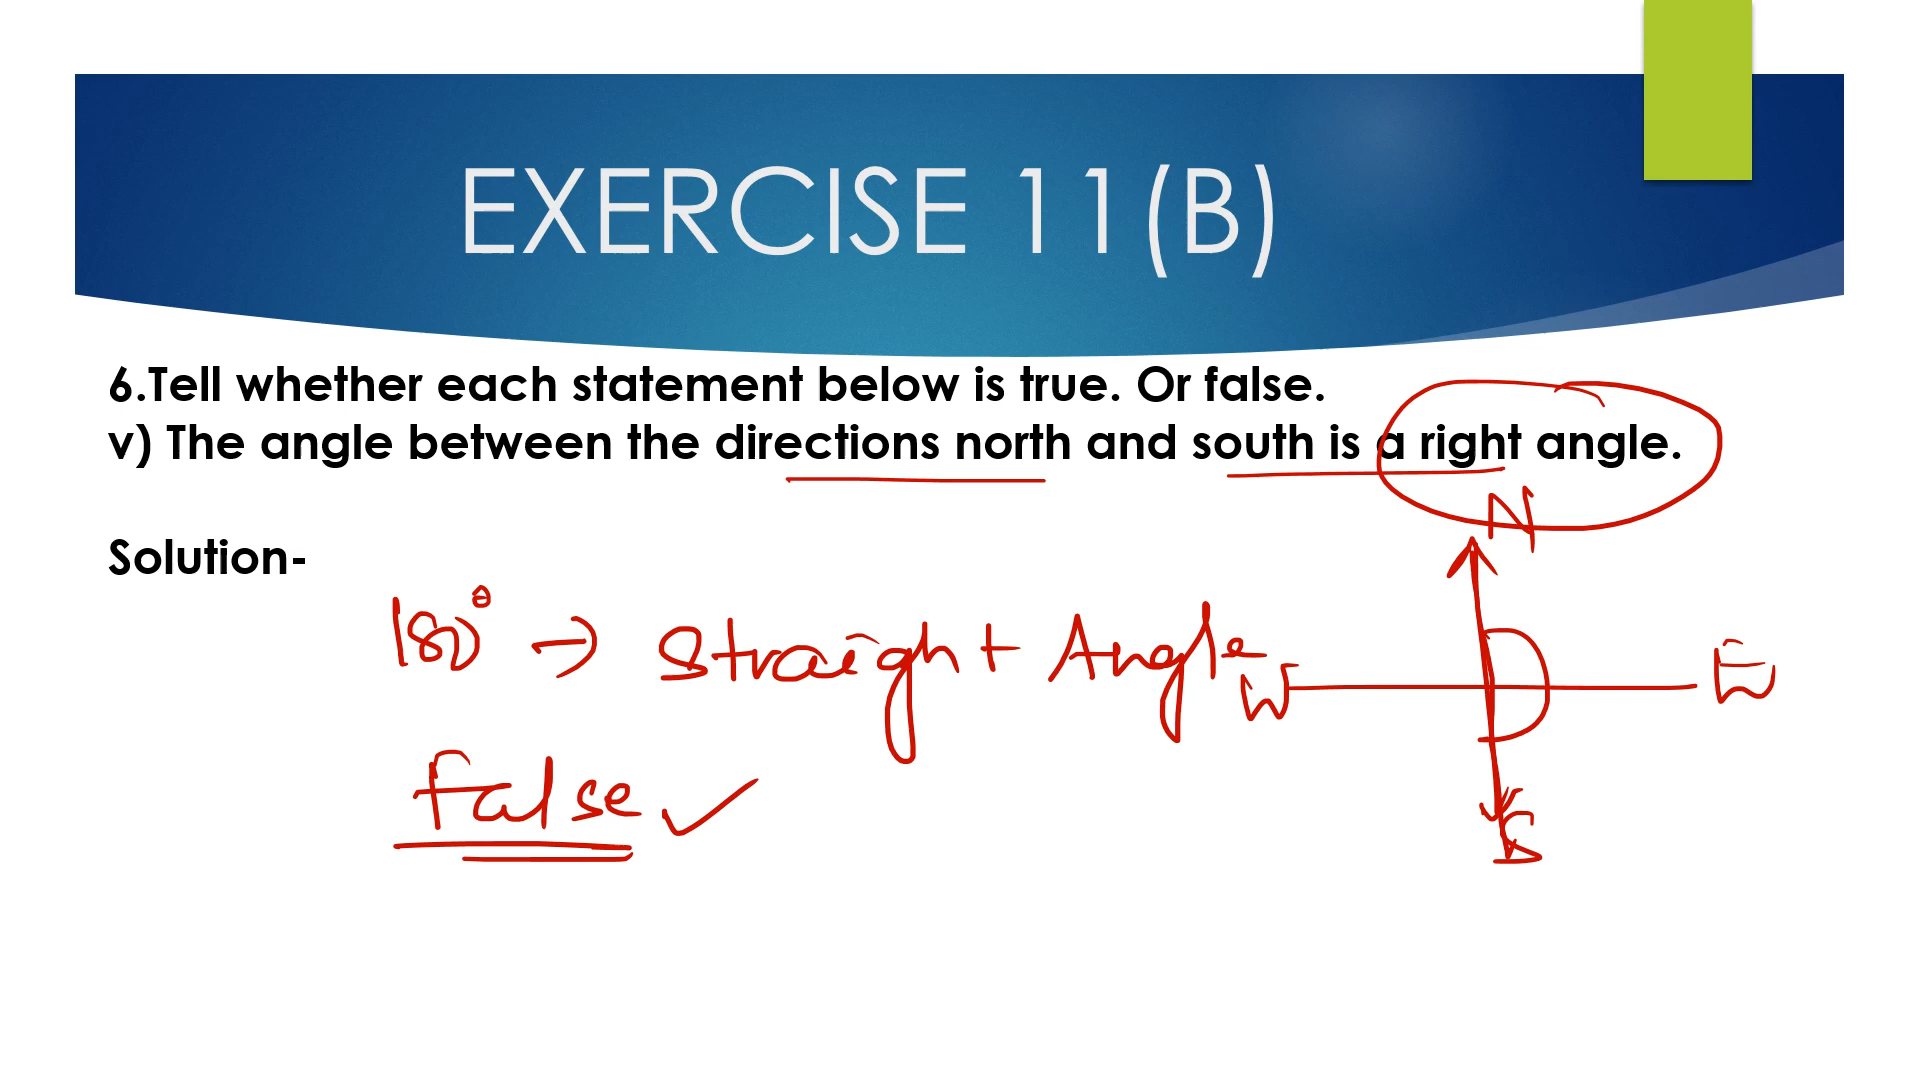 EXERCISE 11(B)
6.Tell whether each statement below is true. Or false.
v) The angle between the directions north and south is a right angle.
N
Solution-
180° → Straight Angle
W E
False ✓
S